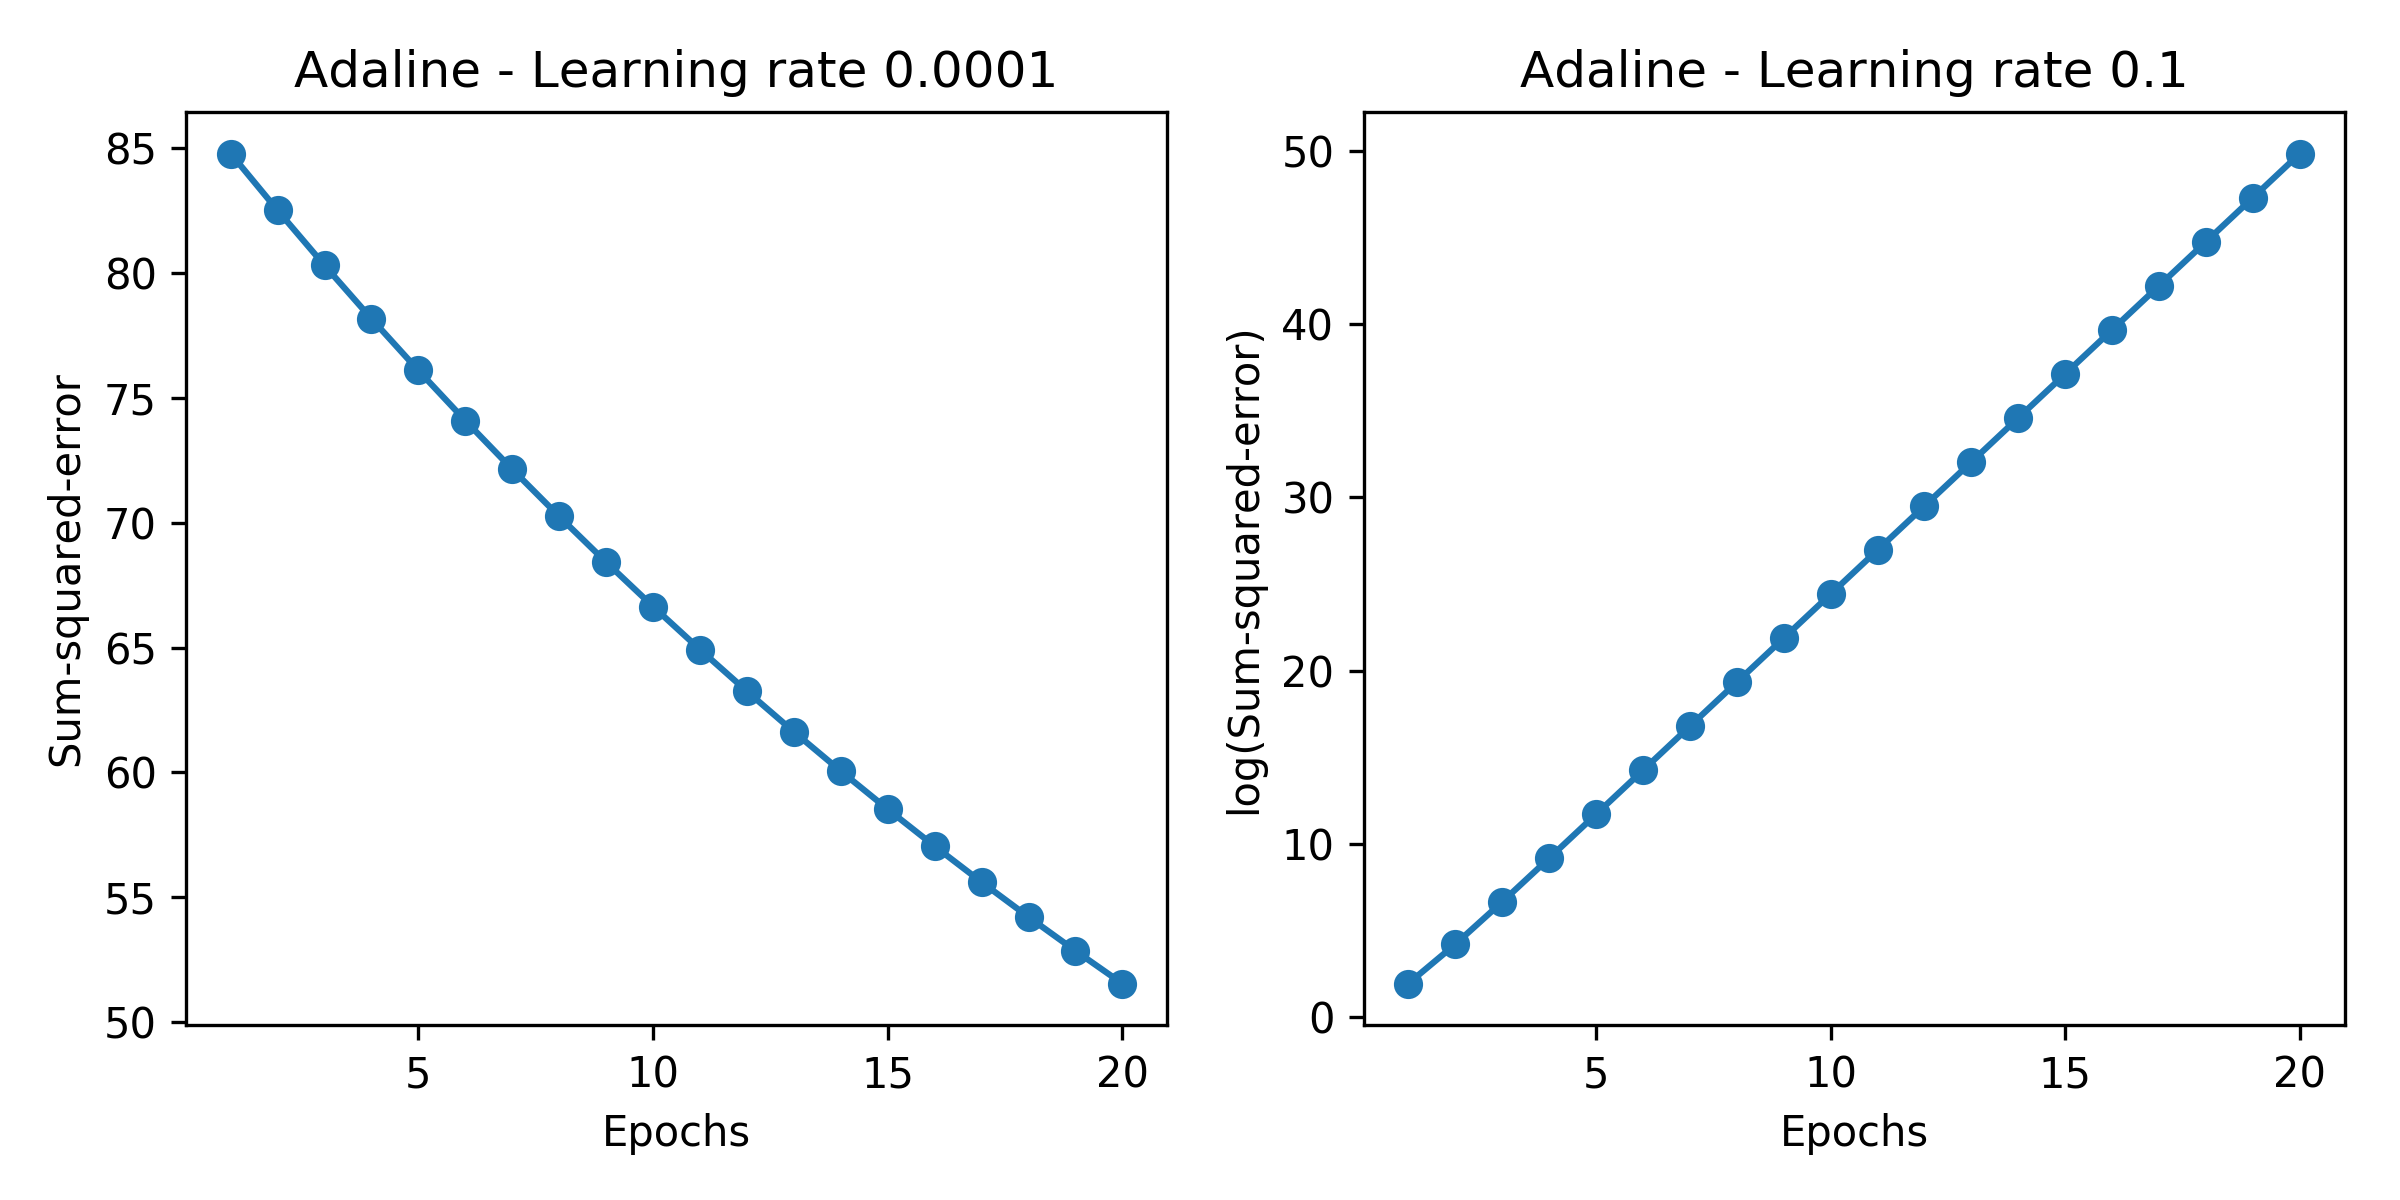 Adaline - Learning rate 0.0001
85
80
75
70
65
60
55
50
Sum-squared-error
5 10 15 20
Epochs
Adaline - Learning rate 0.1
50
40
30
20
10
0
log(Sum-squared-error)
5 10 15 20
Epochs